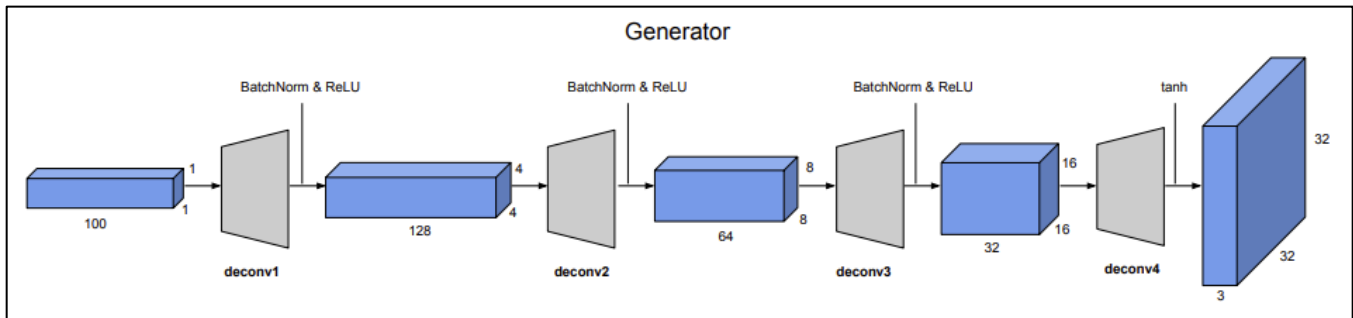 Generator
BatchNorm & ReLU
BatchNorm & ReLU
BatchNorm & ReLU
tanh
1
1
100
deconv1
4
4
128
deconv2
8
8
64
deconv3
16
16
32
deconv4
32
32
3